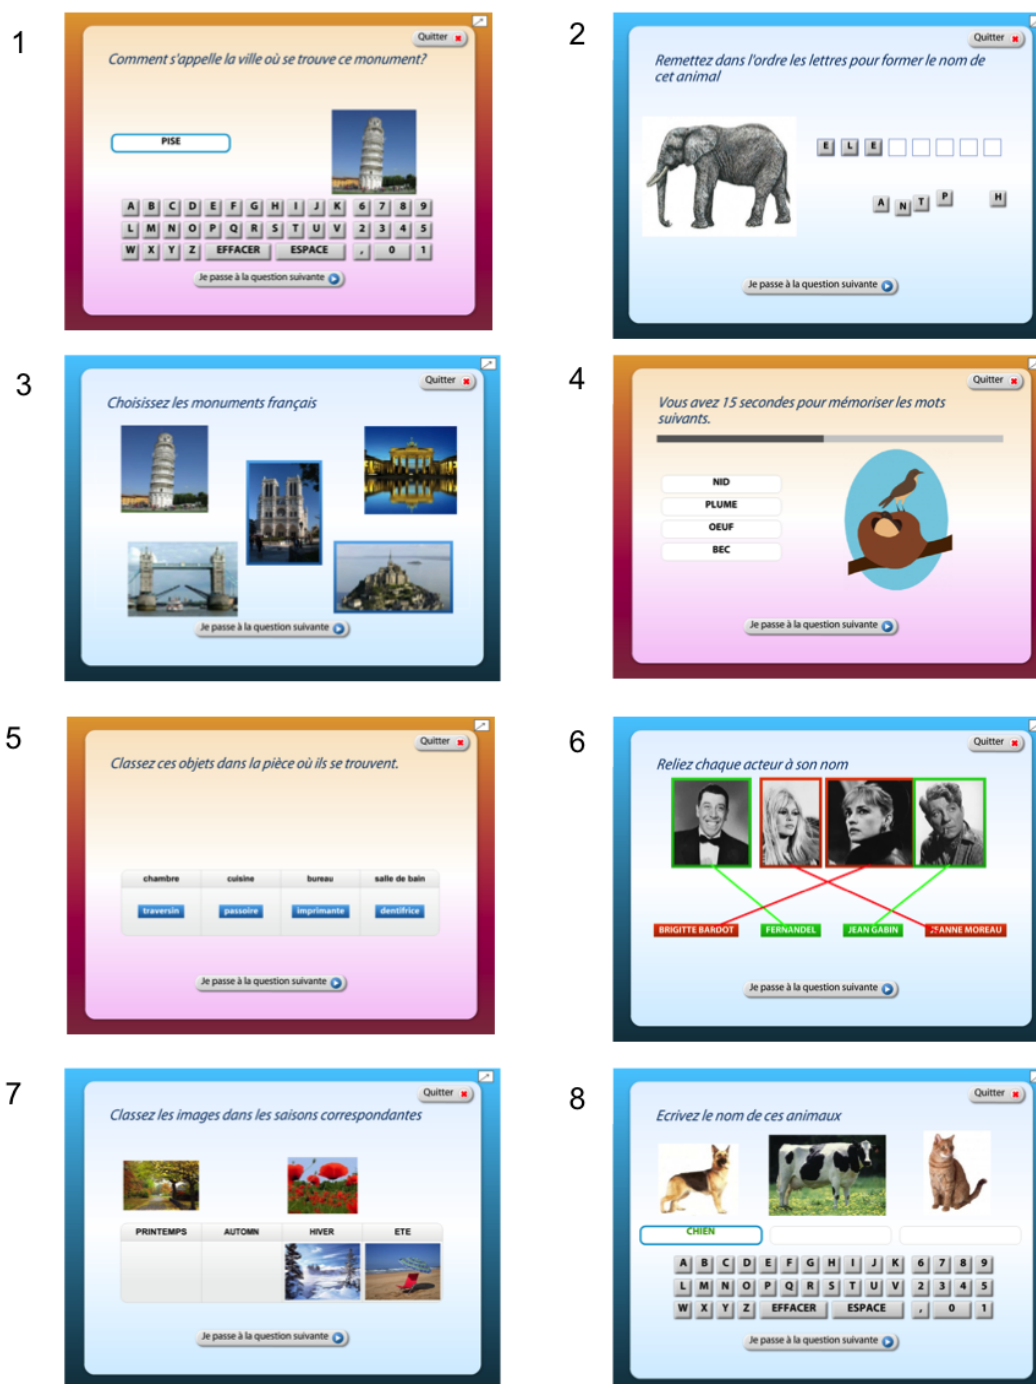 1
Quitter
Comment s'appelle la ville où se trouve ce monument?
PISE
A B C D E F G H I J K 6 7 8 9
L M N O P Q R S T U V 2 3 4 5
W X Y Z EFFACER ESPACE , 0 1
Je passe à la question suivante
2
Quitter
Remettez dans l'ordre les lettres pour former le nom de
cet animal
E L E
A N T P H
Je passe à la question suivante
3
Quitter
Choisissez les monuments français
Je passe à la question suivante
4
Quitter
Vous avez 15 secondes pour mémoriser les mots
suivants.
NID
PLUME
OEUF
BEC
Je passe à la question suivante
5
Quitter
Classez ces objets dans la pièce où ils se trouvent.
chambre cuisine bureau salle de bain
traversin passoire imprimante dentifrice
Je passe à la question suivante
6
Quitter
Reliez chaque acteur à son nom
BRIGITTE BARDOT FERNANDEL JEAN GABIN JEANNE MOREAU
Je passe à la question suivante
7
Quitter
Classez les images dans les saisons correspondantes
PRINTEMPS AUTOMN HIVER ETE
Je passe à la question suivante
8
Quitter
Ecrivez le nom de ces animaux
CHIEN
A B C D E F G H I J K 6 7 8 9
L M N O P Q R S T U V 2 3 4 5
W X Y Z EFFACER ESPACE , 0 1
Je passe à la question suivante